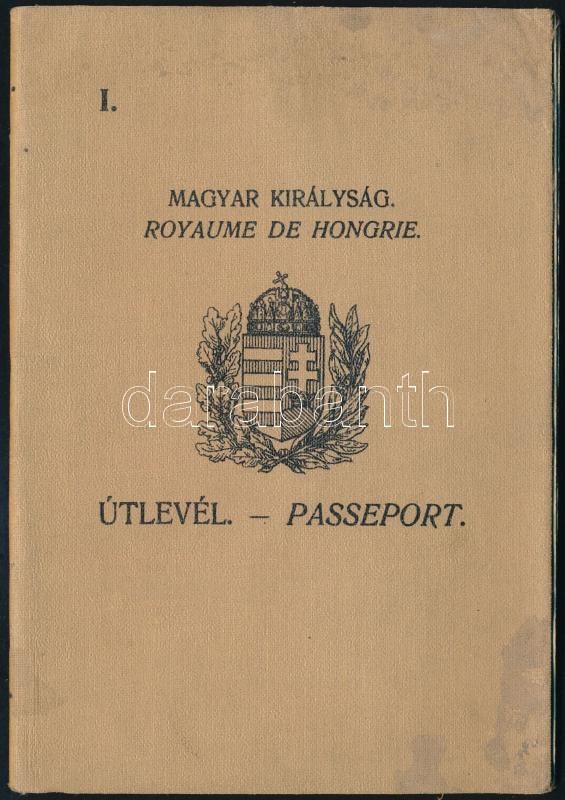 I.
MAGYAR KIRÁLYSÁG.
ROYAUME DE HONGRIE.
darabanth
ÚTLEVÉL. — PASSEPORT.